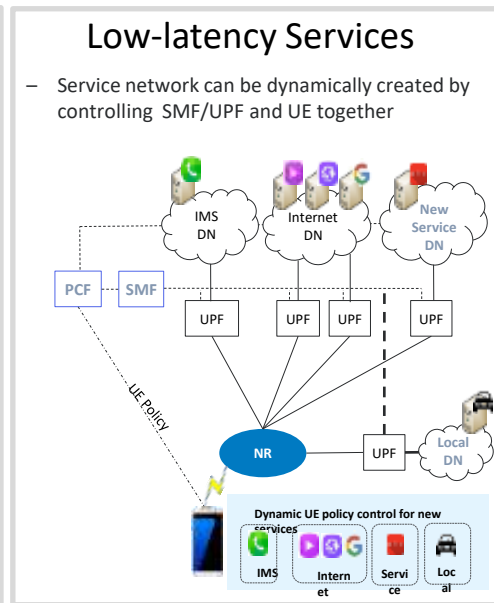 Low-latency Services
– Service network can be dynamically created by
controlling SMF/UPF and UE together
IMS
DN
Internet
DN
New
Service
DN
PCF
SMF
UPF
UPF
UPF
UPF
UE Policy
NR
UPF
Local
DN
Dynamic UE policy control for new
services
IMS
Intern
et
Servi
ce
Loc
al